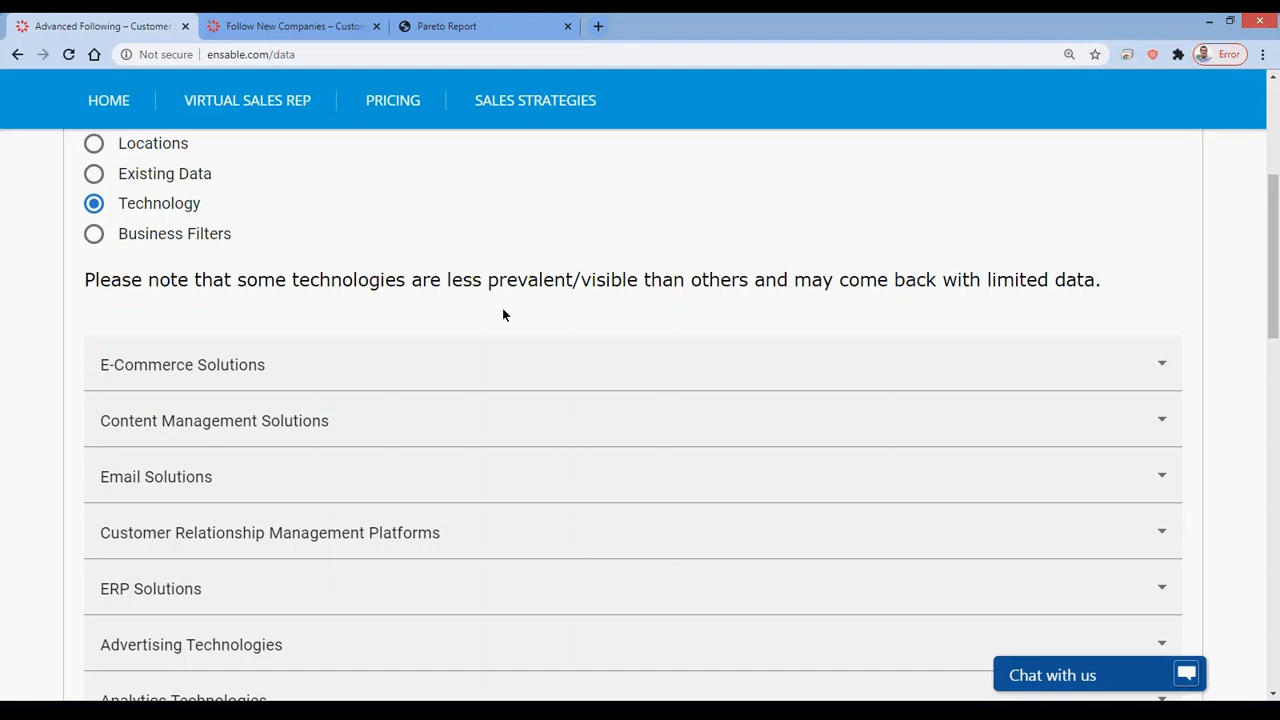 Advanced Following – Customer
Follow New Companies – Custor
Pareto Report
Not secure
ensable.com/data
Error
HOME
VIRTUAL SALES REP
PRICING
SALES STRATEGIES
Locations
Existing Data
Technology
Business Filters
Please note that some technologies are less prevalent/visible than others and may come back with limited data.
E-Commerce Solutions
Content Management Solutions
Email Solutions
Customer Relationship Management Platforms
ERP Solutions
Advertising Technologies
Analytics Technologies
Chat with us